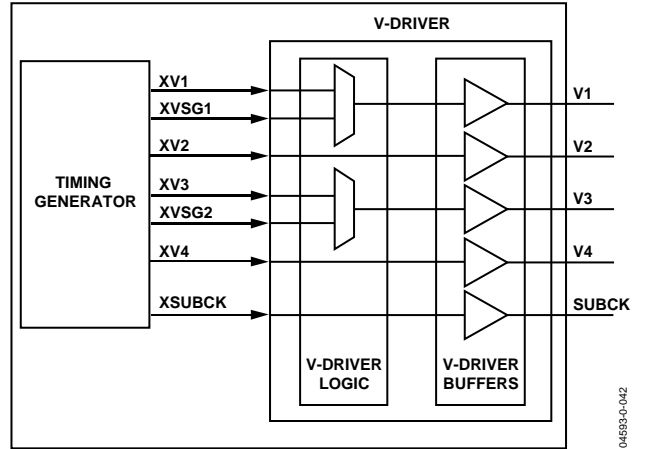 V-DRIVER
TIMING
GENERATOR
XV1
XVSG1
XV2
XV3
XVSG2
XV4
XSUBCK
V-DRIVER
LOGIC
V-DRIVER
BUFFERS
V1
V2
V3
V4
SUBCK
04593-0-042